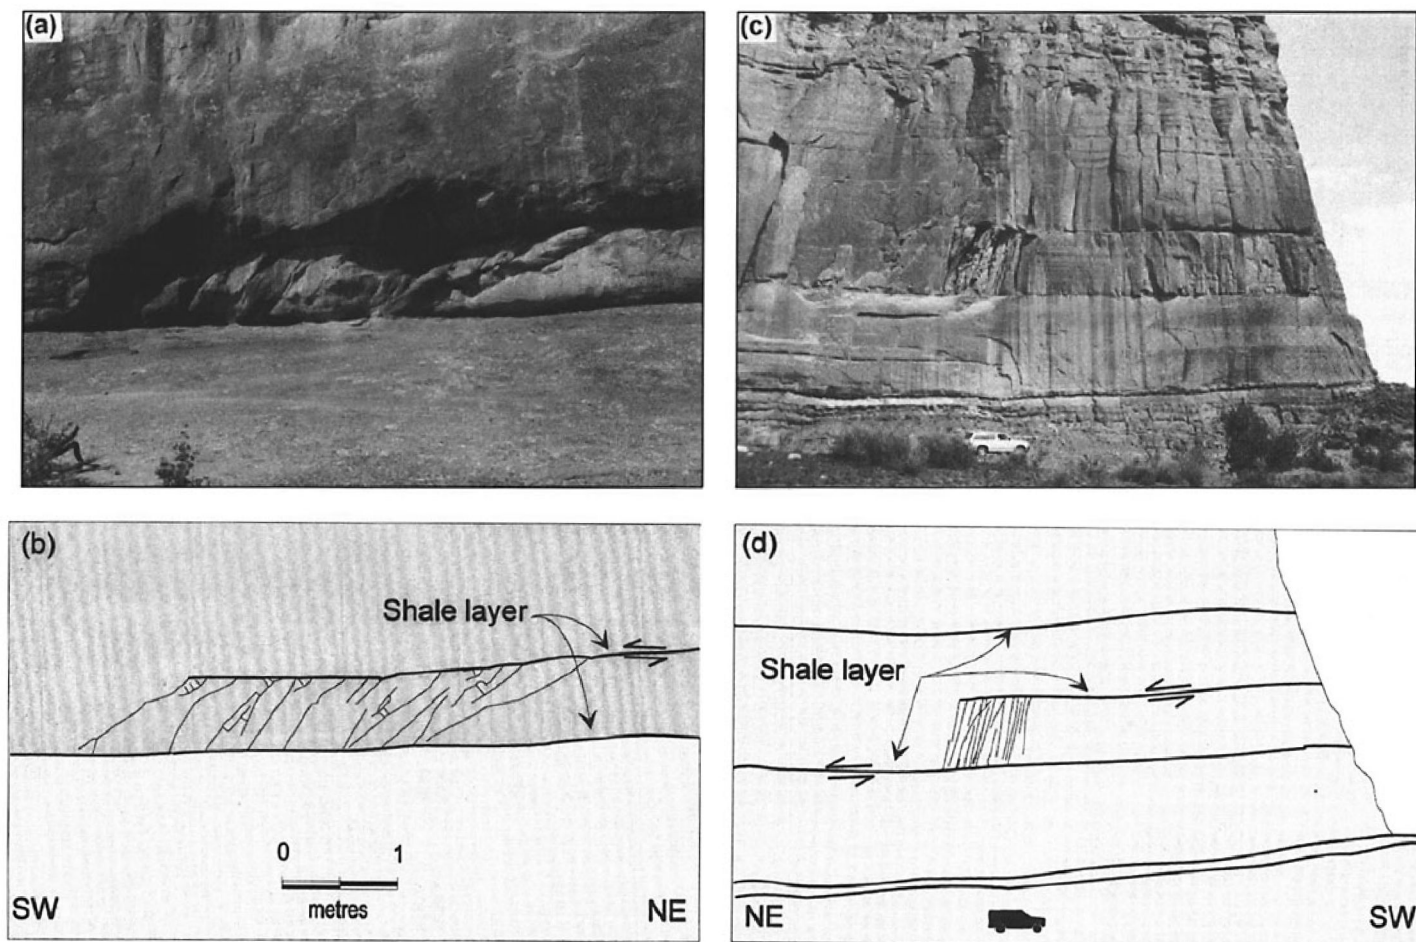 (a)
(c)
(b)
Shale layer
0 1
metres
SW NE
(d)
Shale layer
NE SW